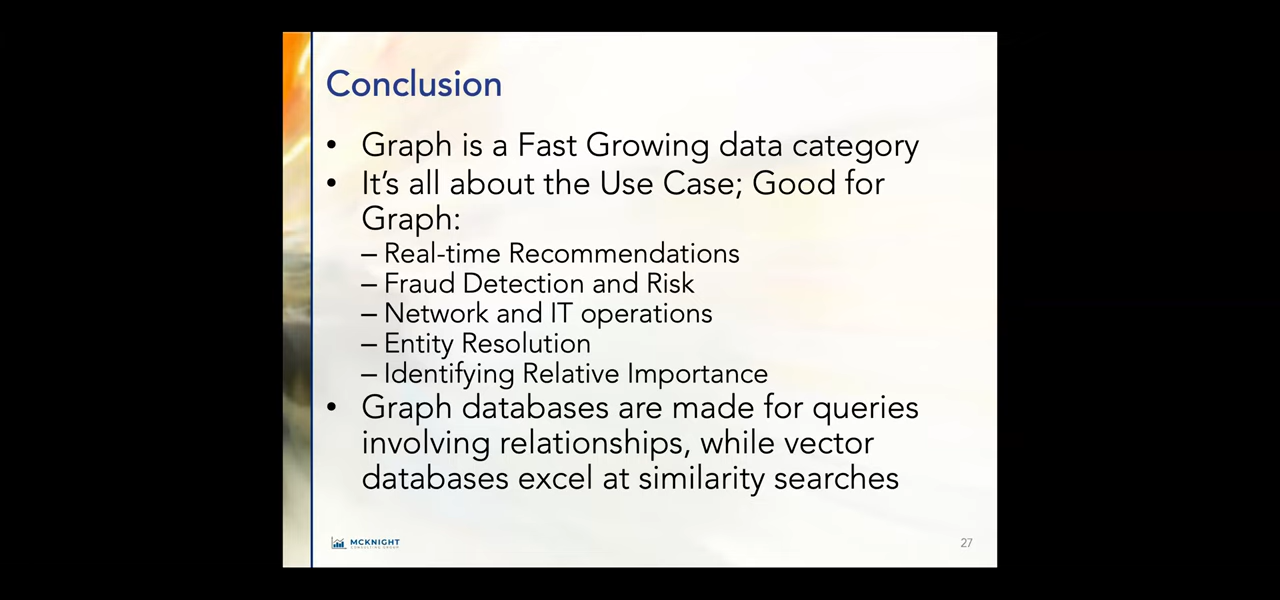 Conclusion
• Graph is a Fast Growing data category
• It's all about the Use Case; Good for
Graph:
– Real-time Recommendations
– Fraud Detection and Risk
– Network and IT operations
– Entity Resolution
– Identifying Relative Importance
• Graph databases are made for queries
involving relationships, while vector
databases excel at similarity searches
MCKNIGHT
CONSULTING GROUP
27